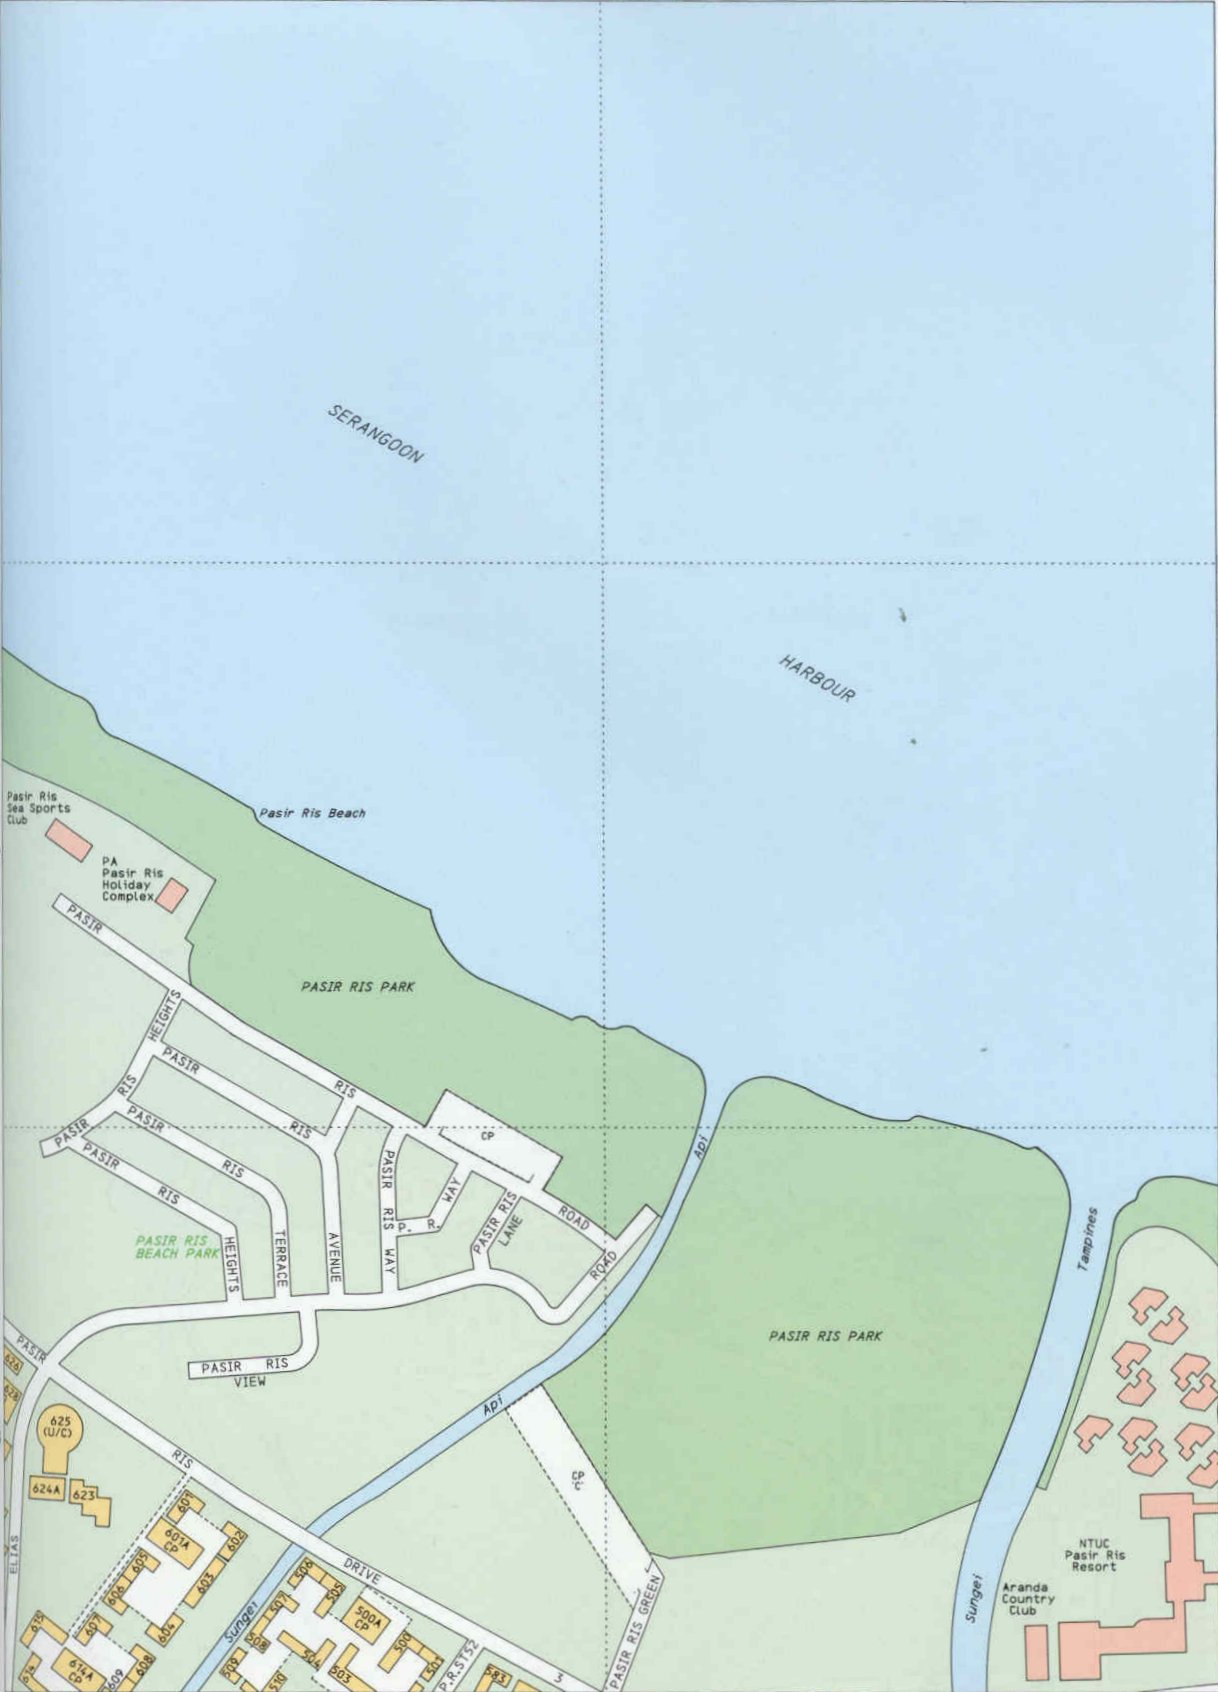 SERANGOON
HARBOUR
Pasir Ris
Sea Sports
Club
Pasir Ris Beach
PA
Pasir Ris
Holiday
Complex
PASIR
PASIR RIS PARK
HEIGHTS
PASIR
RIS
RIS
PASIR
RIS
CP
PASIR
PASIR
RIS
RIS
PASIR RIS WAY
WAY
P. R.
PASIR RIS
LANE
ROAD
ROAD
Api
PASIR RIS
BEACH PARK
HEIGHTS
TERRACE
AVENUE
Tampines
PASIR RIS PARK
PASIR
PASIR RIS
VIEW
626
628
Api
625
(U/C)
RIS
624A
623
CP
C
601
601A
CP
602
605
606
603
604
ELIAS
506
505
DRIVE
507
500A
CP
508
509
504
503
510
500
501
Sungei
615
607
614
614A
CP
609
608
P.R.ST52
583
3
PASIR RIS GREEN
Sungei
NTUC
Pasir Ris
Resort
Aranda
Country
Club